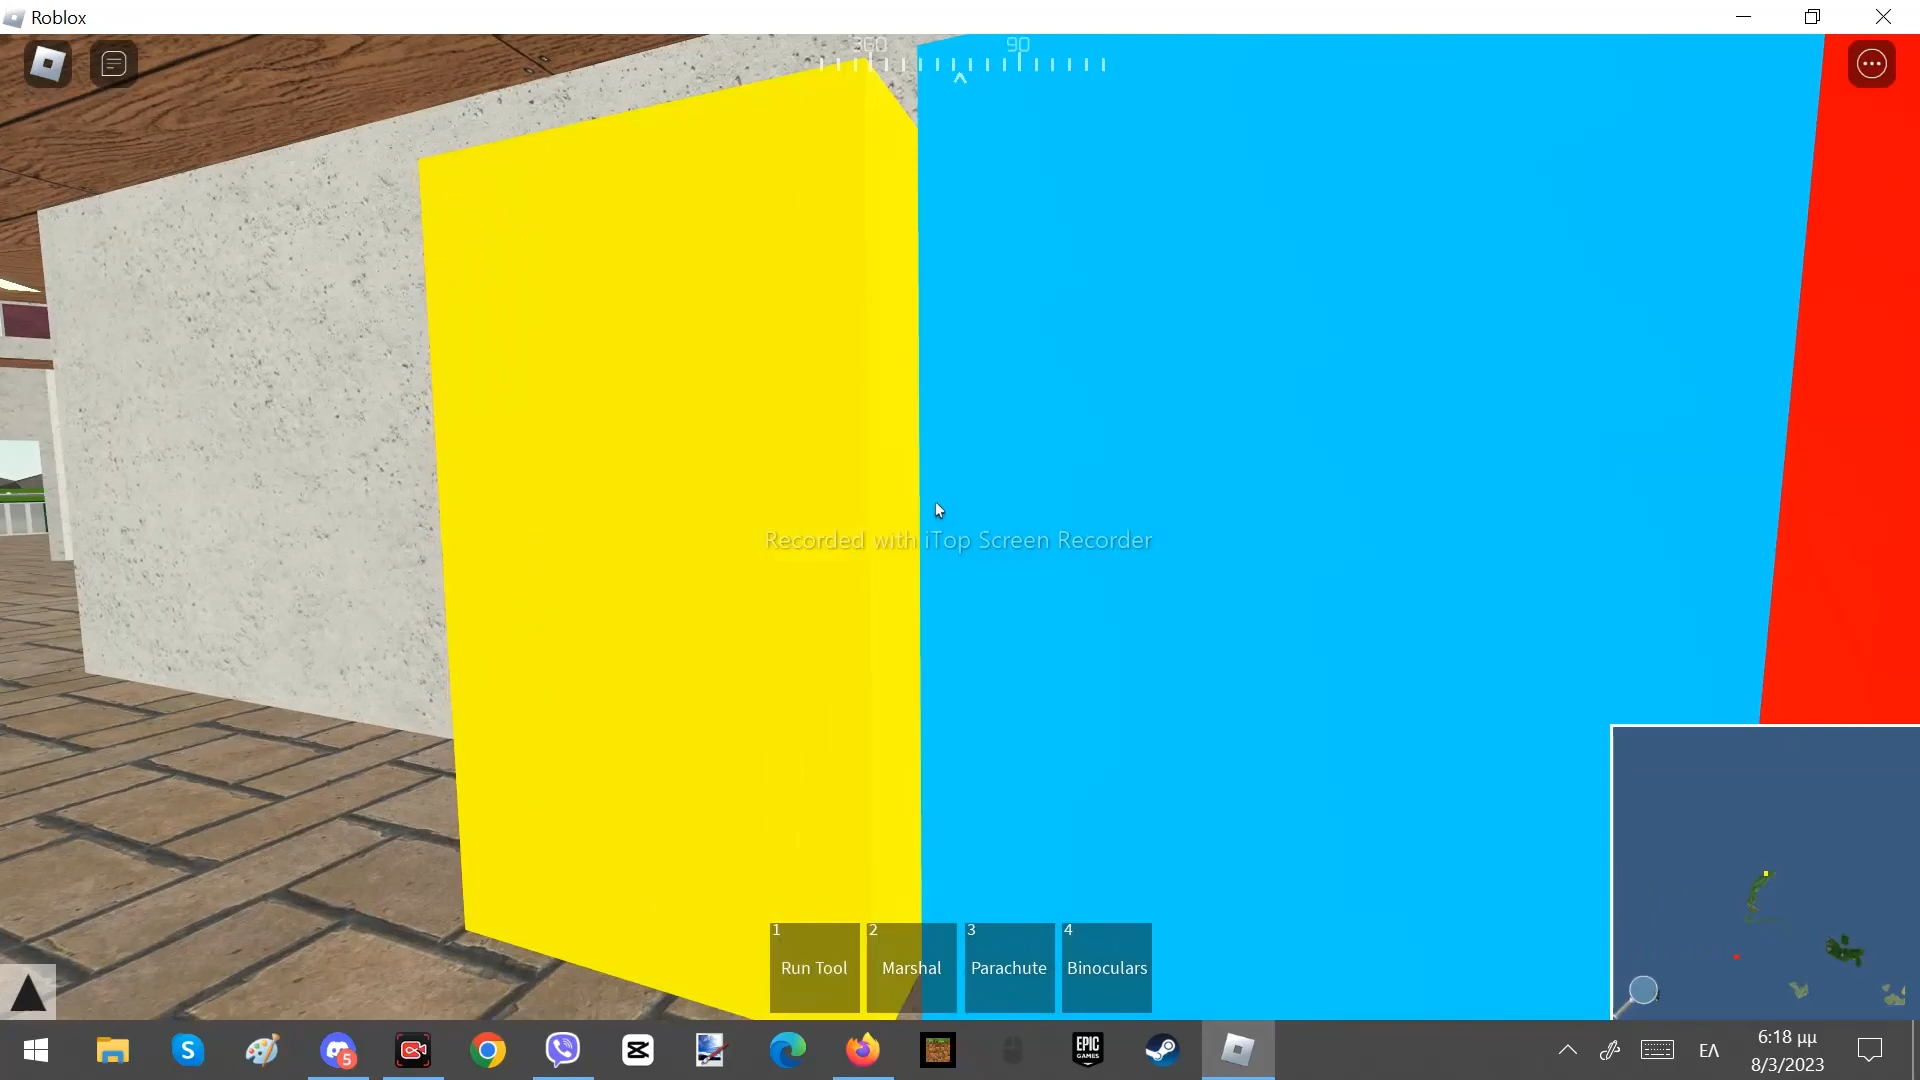 Roblox
360 90
Recorded with iTop Screen Recorder
1 2 3 4
Run Tool Marshal Parachute Binoculars
S
5
EPIC
GAMES
ΕΛ
6:18 μμ
8/3/2023